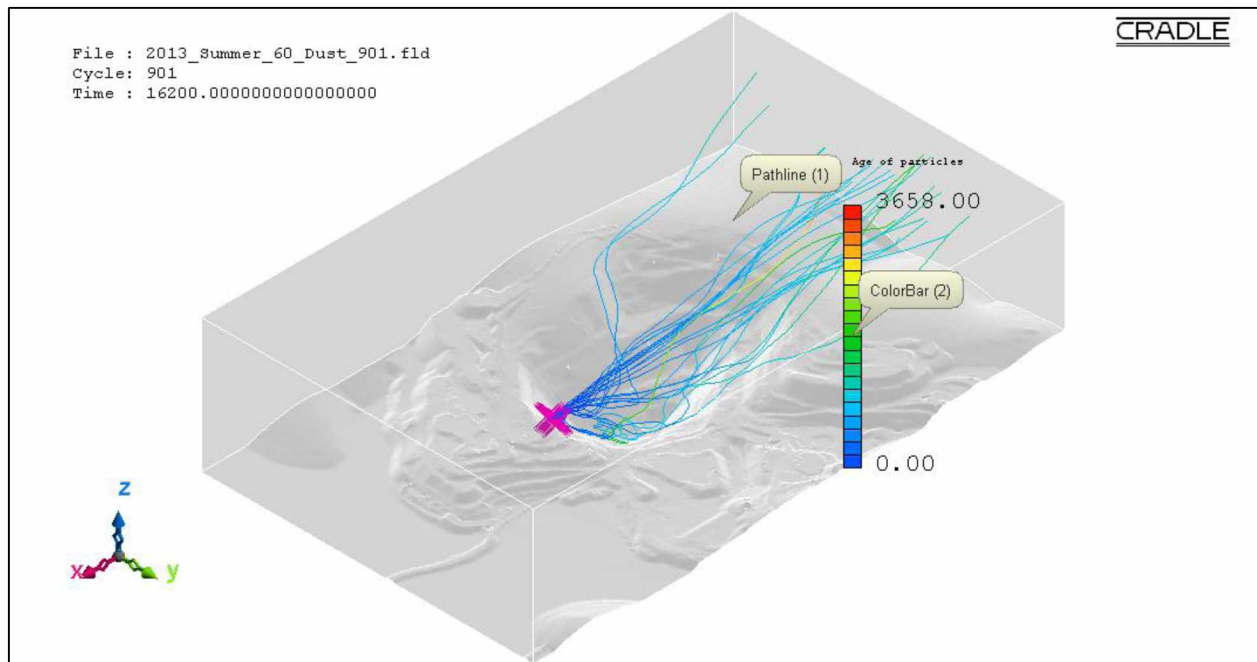 CRADLE
File : 2013_Summer_60_Dust_901.fld
Cycle: 901
Time : 16200.0000000000000000
Age of particles
Pathline (1)
3658.00
ColorBar (2)
0.00
z
x
y